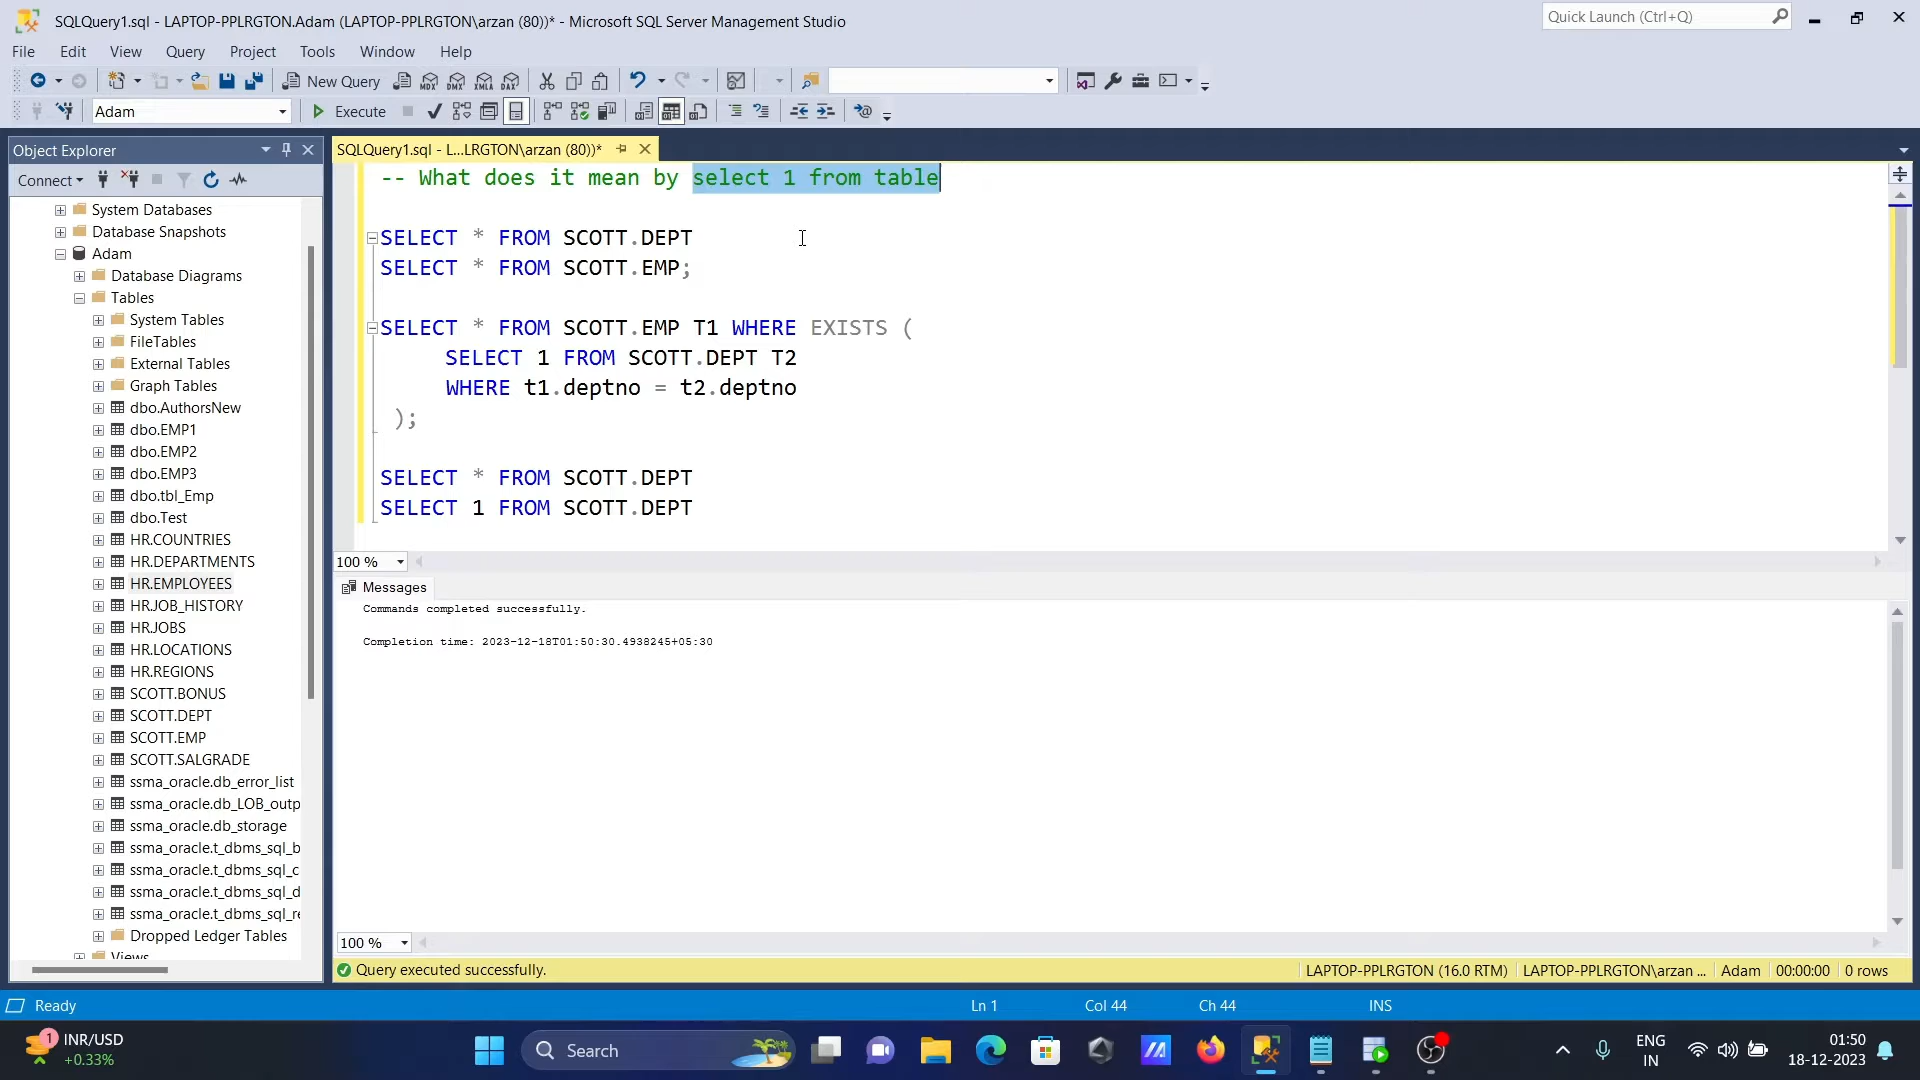 SQLQuery1.sql - LAPTOP-PPLRGTON.Adam (LAPTOP-PPLRGTON\arzan (80))* - Microsoft SQL Server Management Studio
Quick Launch (Ctrl+Q)
File Edit View Query Project Tools Window Help
New Query
MDX DMX XMLA DAX
Adam
Execute
Object Explorer
SQLQuery1.sql - L...LRGTON\arzan (80))*
Connect
System Databases
Database Snapshots
Adam
Database Diagrams
Tables
System Tables
FileTables
External Tables
Graph Tables
dbo.AuthorsNew
dbo.EMP1
dbo.EMP2
dbo.EMP3
dbo.tbl_Emp
dbo.Test
HR.COUNTRIES
HR.DEPARTMENTS
HR.EMPLOYEES
HR.JOB_HISTORY
HR.JOBS
HR.LOCATIONS
HR.REGIONS
SCOTT.BONUS
SCOTT.DEPT
SCOTT.EMP
SCOTT.SALGRADE
ssma_oracle.db_error_list
ssma_oracle.db_LOB_outp
ssma_oracle.db_storage
ssma_oracle.t_dbms_sql_b
ssma_oracle.t_dbms_sql_c
ssma_oracle.t_dbms_sql_d
ssma_oracle.t_dbms_sql_re
Dropped Ledger Tables
Views
-- What does it mean by select 1 from table
SELECT * FROM SCOTT.DEPT
SELECT * FROM SCOTT.EMP;
SELECT * FROM SCOTT.EMP T1 WHERE EXISTS (
SELECT 1 FROM SCOTT.DEPT T2
WHERE t1.deptno = t2.deptno
);
SELECT * FROM SCOTT.DEPT
SELECT 1 FROM SCOTT.DEPT
100 %
Messages
Commands completed successfully.
Completion time: 2023-12-18T01:50:30.4938245+05:30
100 %
Query executed successfully.
LAPTOP-PPLRGTON (16.0 RTM) LAPTOP-PPLRGTON\arzan ... Adam 00:00:00 0 rows
Ready
Ln 1 Col 44 Ch 44 INS
1
INR/USD
+0.33%
Search
ENG
IN
01:50
18-12-2023